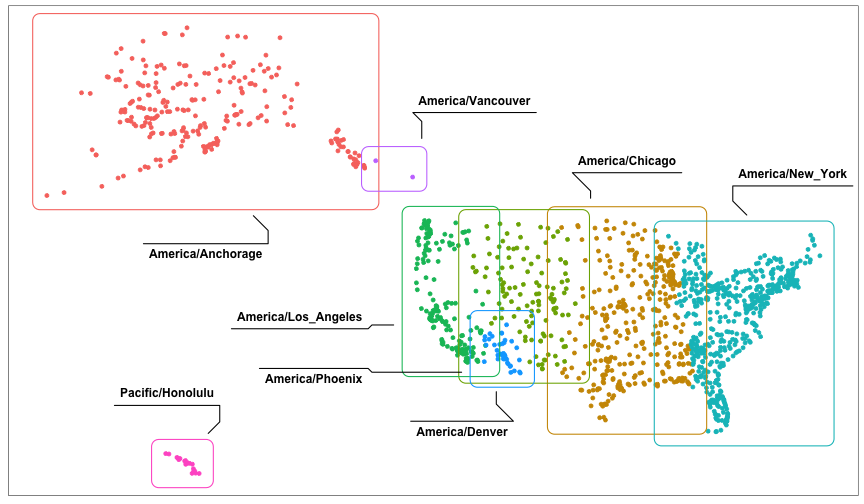 America/Vancouver
America/Chicago
America/New_York
America/Anchorage
America/Los_Angeles
America/Phoenix
Pacific/Honolulu
America/Denver